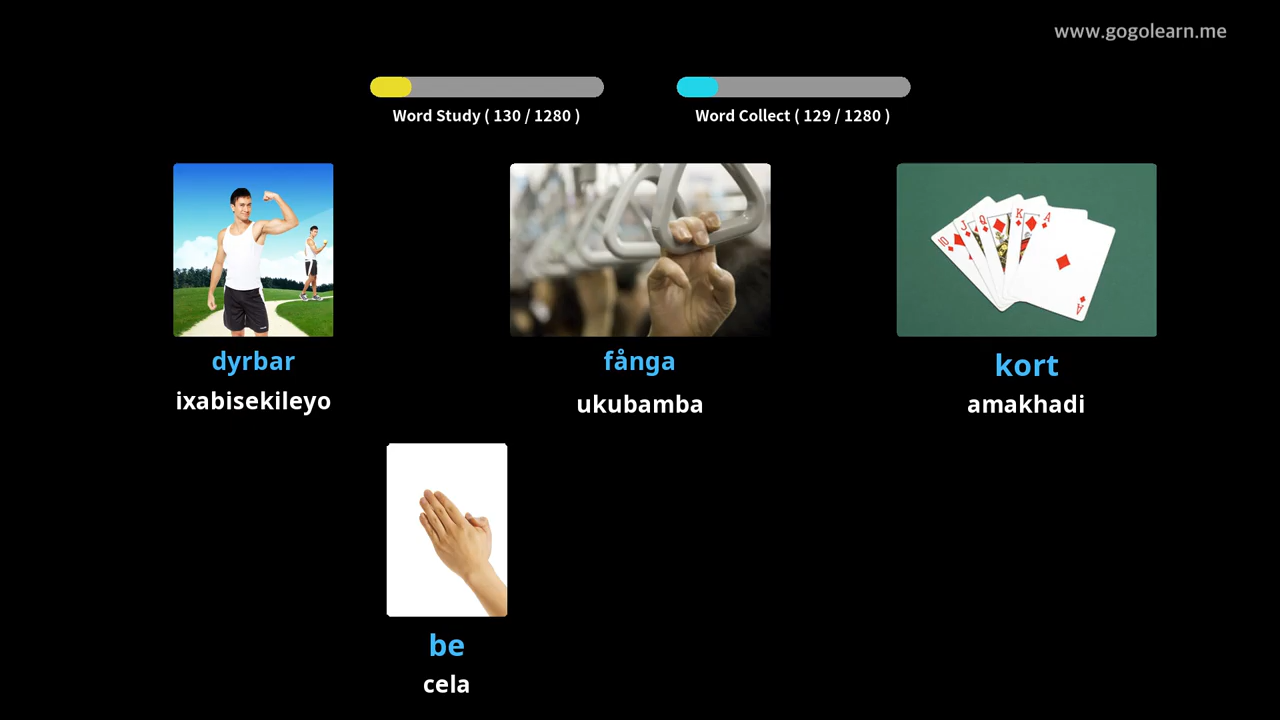 www.gogolearn.me
Word Study ( 130 / 1280 )
Word Collect ( 129 / 1280 )
dyrbar
ixabisekileyo
fånga
ukubamba
kort
amakhadi
10 J Q K A
A
be
cela